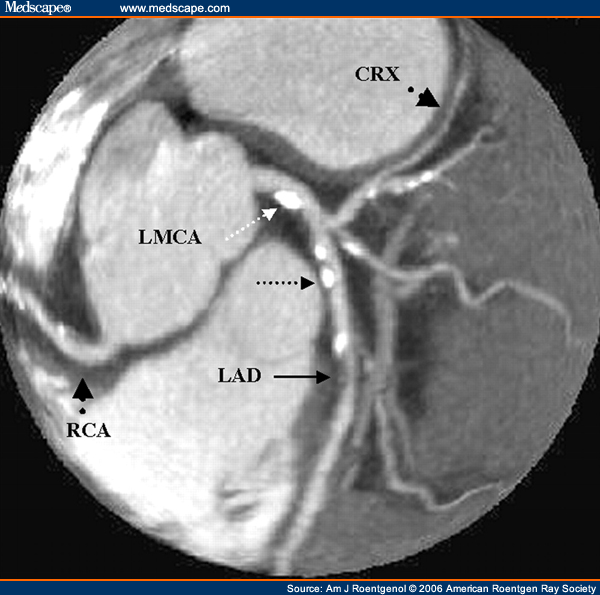 Medscape® www.medscape.com
CRX
LMCA
LAD
RCA
Source: Am J Roentgenol © 2006 American Roentgen Ray Society